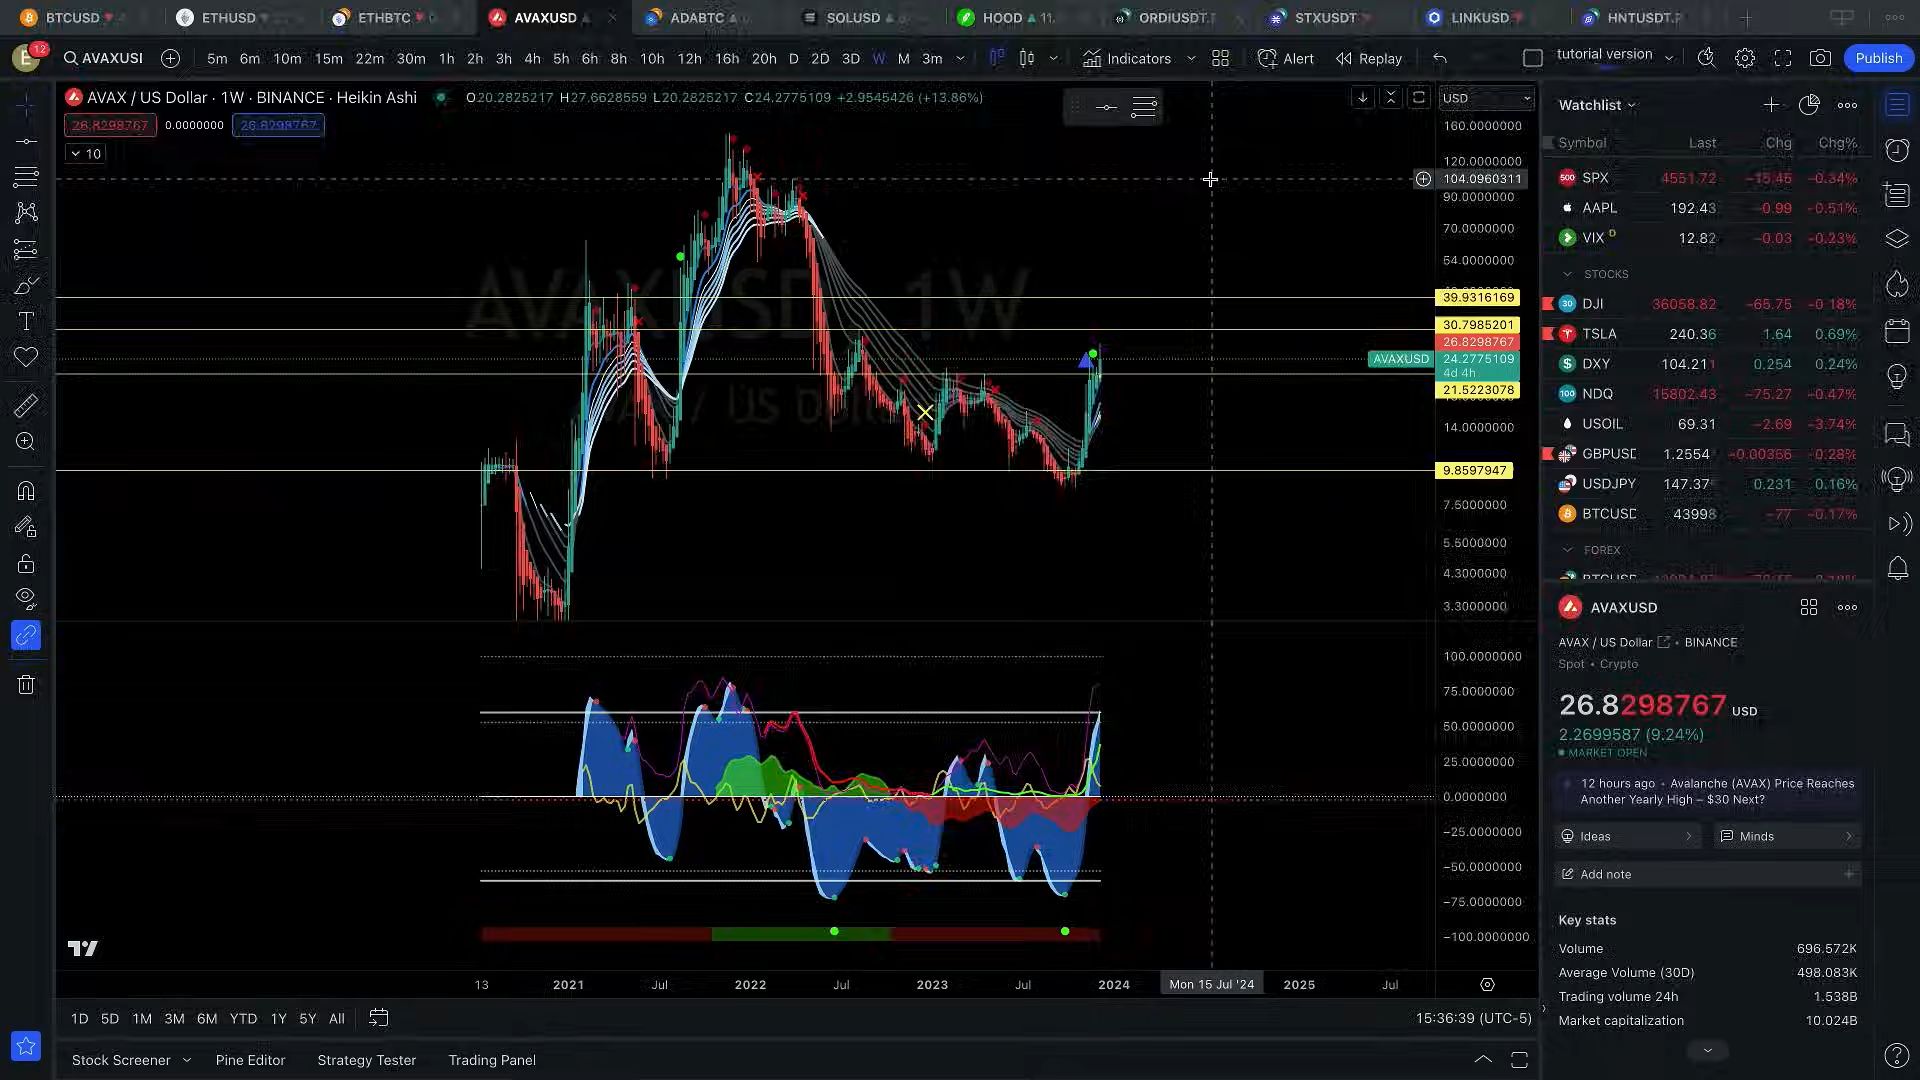 BTCUSD ETHUSD ETHBTC AVAXUSD ADABTC SOLUSD HOOD 11. ORDIUSDT. STXUSDT LINKUSD HNTUSDT.P
E 12 AVAXUSI 5m 6m 10m 15m 22m 30m 1h 2h 3h 4h 5h 6h 8h 10h 12h 16h 20h D 2D 3D W M 3m Indicators Alert Replay tutorial version Publish
AVAX / US Dollar · 1W · BINANCE · Heikin Ashi O20.2825217 H27.6628559 L20.2825217 C24.2775109 +2.9545426 (+13.86%)
26.8298767 0.0000000 26.8298767
10
AVAXUSD 1W
USD
160.0000000
120.0000000
104.0960311
90.0000000
70.0000000
54.0000000
39.9316169
30.7985201
26.8298767
AVAXUSD 24.2775109
4d 4h
21.5223078
14.0000000
9.8597947
7.5000000
5.5000000
4.3000000
3.3000000
100.0000000
75.0000000
50.0000000
25.0000000
0.0000000
−25.0000000
−50.0000000
−75.0000000
−100.0000000
13 2021 Jul 2022 Jul 2023 Jul 2024 Mon 15 Jul '24 2025 Jul
1D 5D 1M 3M 6M YTD 1Y 5Y All 15:36:39 (UTC-5)
Stock Screener Pine Editor Strategy Tester Trading Panel
Watchlist
Symbol Last Chg Chg%
SPX 4551.72 −15.46 −0.34%
AAPL 192.43 −0.99 −0.51%
VIX D 12.82 −0.03 −0.23%
STOCKS
DJI 36058.82 −65.75 −0.18%
TSLA 240.36 1.64 0.69%
DXY 104.211 0.254 0.24%
NDQ 15802.43 −75.27 −0.47%
USOIL 69.31 −2.69 −3.74%
GBPUSD 1.2554 −0.00356 −0.28%
USDJPY 147.37 0.231 0.16%
BTCUSD 43998 −77 −0.17%
FOREX
AVAXUSD
AVAX / US Dollar • BINANCE
Spot • Crypto
26.8298767 USD
2.2699587 (9.24%)
MARKET OPEN
12 hours ago • Avalanche (AVAX) Price Reaches
Another Yearly High – $30 Next?
Ideas Minds
Add note
Key stats
Volume 696.572K
Average Volume (30D) 498.083K
Trading volume 24h 1.538B
Market capitalization 10.024B